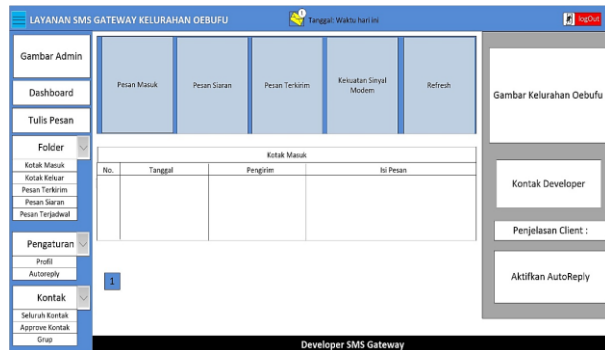 LAYANAN SMS GATEWAY KELURAHAN OEBUFU
1
Tanggal: Waktu hari ini
logOut
Gambar Admin
Dashboard
Tulis Pesan
Folder
Kotak Masuk
Kotak Keluar
Pesan Terkirim
Pesan Siaran
Pesan Terjadwal
Pengaturan
Profil
Autoreply
Kontak
Seluruh Kontak
Approve Kontak
Grup
Pesan Masuk
Pesan Siaran
Pesan Terkirim
Kekuatan Sinyal
Modem
Refresh
Kotak Masuk
No. Tanggal Pengirim Isi Pesan
1
Gambar Kelurahan Oebufu
Kontak Developer
Penjelasan Client :
Aktifkan AutoReply
Developer SMS Gateway